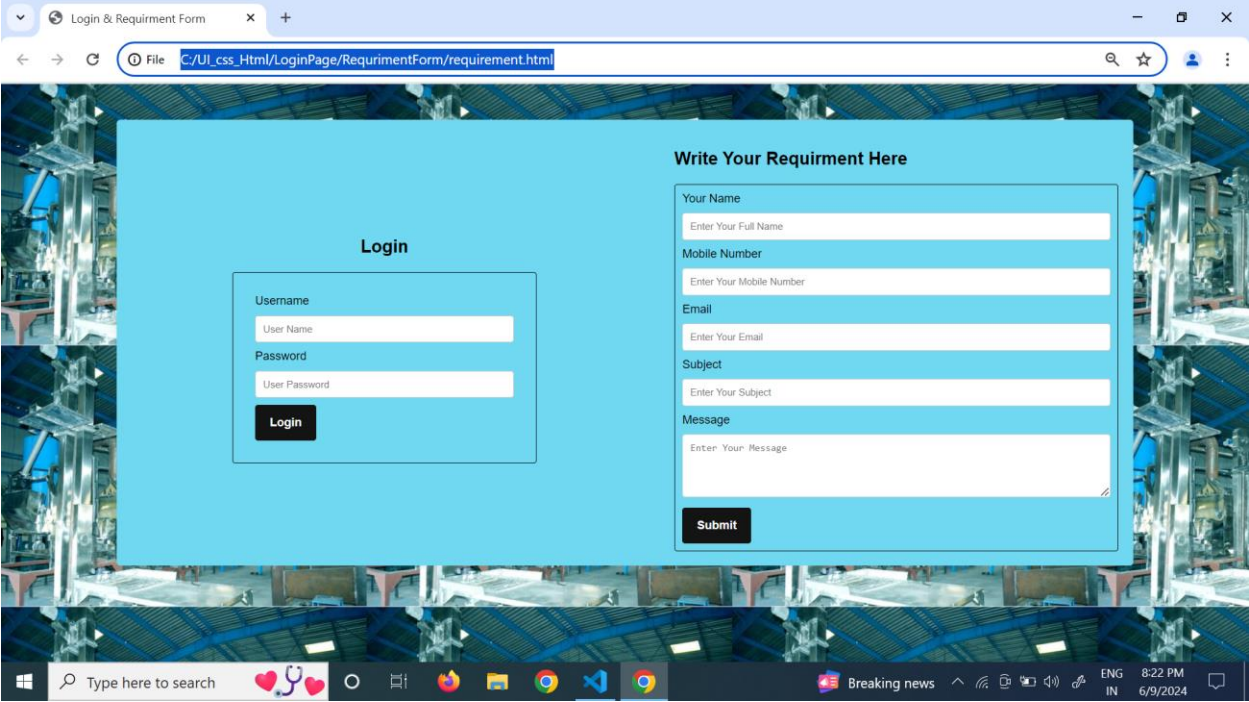 Login & Requirment Form
File C:/UI_css_Html/LoginPage/RequrimentForm/requirement.html
Login
Username
User Name
Password
User Password
Login
Write Your Requirment Here
Your Name
Enter Your Full Name
Mobile Number
Enter Your Mobile Number
Email
Enter Your Email
Subject
Enter Your Subject
Message
Enter Your Message
Submit
Type here to search
Breaking news
ENG
IN
8:22 PM
6/9/2024